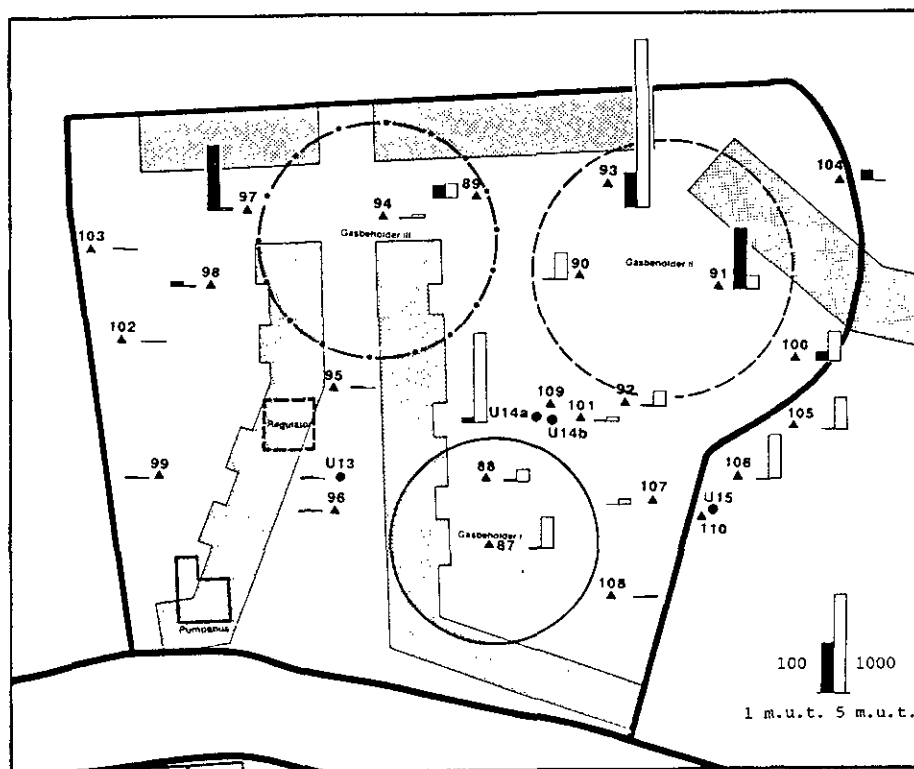 104
93
89
97
94
Gasbeholder III
103
90
Gasbeholder II
91
98
102
100
95
92
109
101
105
U14a
U14b
Regulator
88
106
99
U13
107
U15
96
110
Gasbeholder I
87
108
Pumpehus
100 1000
1 m.u.t. 5 m.u.t.